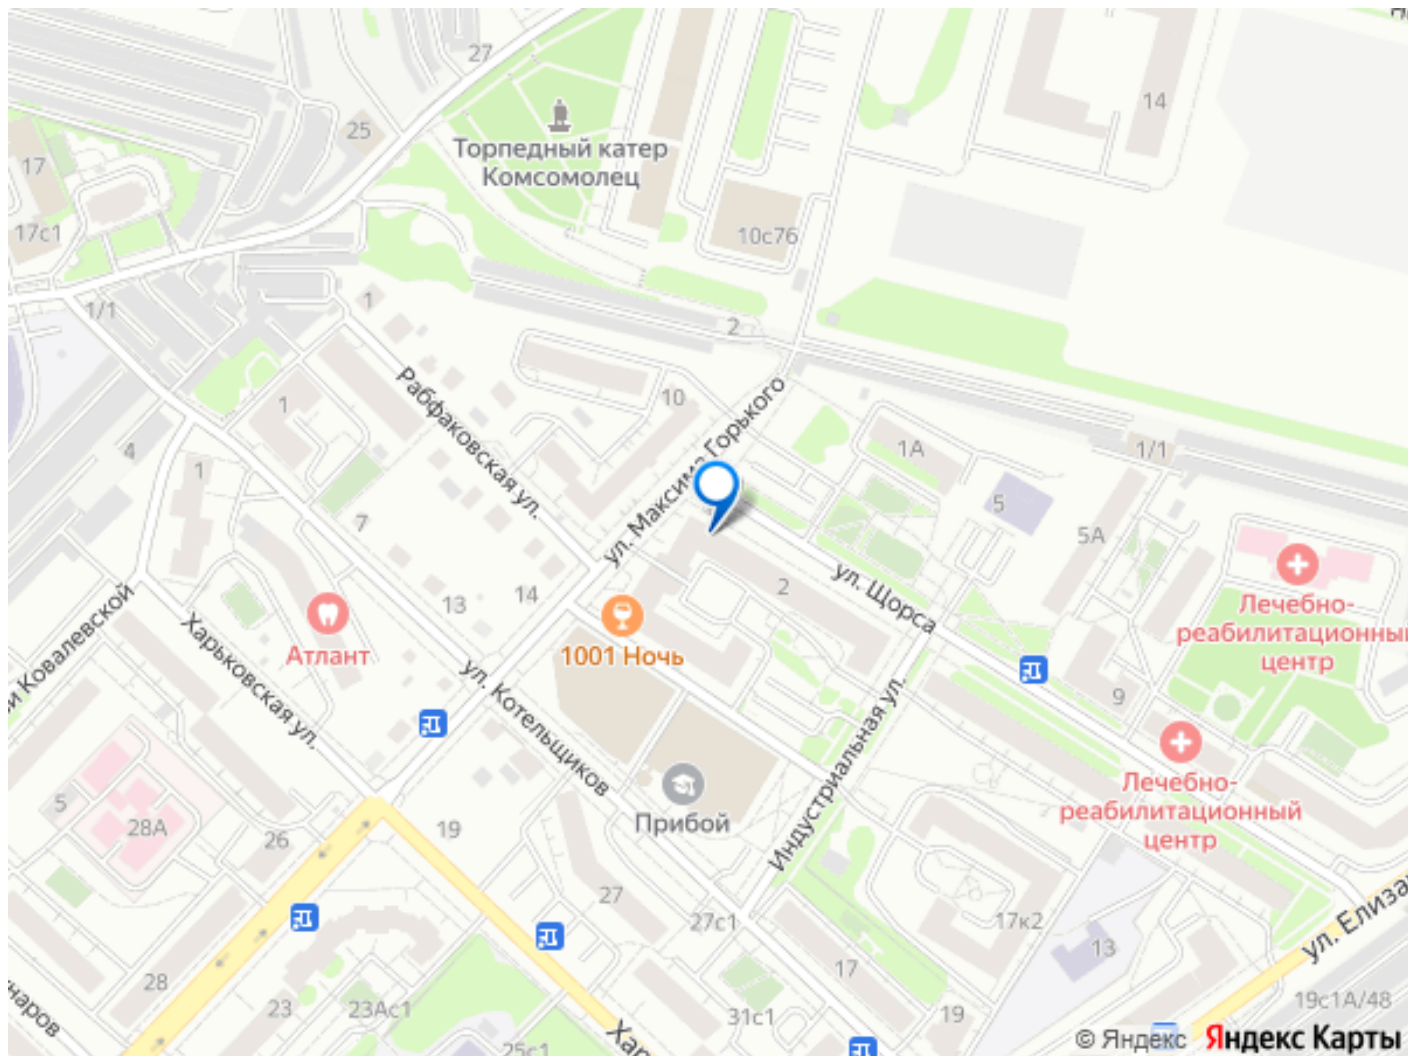 27
25
14
Торпедный катер
Комсомолец
17
17с1
10с76
1/1
1
2
Рабфаковская ул.
10
ул. Максима Горького
1
4
1
1А
1/1
5
5А
7
2
ул. Щорса
Лечебно-
реабилитационный
центр
13
14
Атлант
1001 Ночь
Ковалевской
Харьковская ул.
ул. Котельщиков
Индустриальная ул.
9
Лечебно-
реабилитационный
центр
Прибой
5
28А
26
19
27
27с1
17к2
13
17
19
28
23
23Ас1
31с1
25с1
19с1А/48
ул. Елиза
Хар
наров
© Яндекс Яндекс Карты